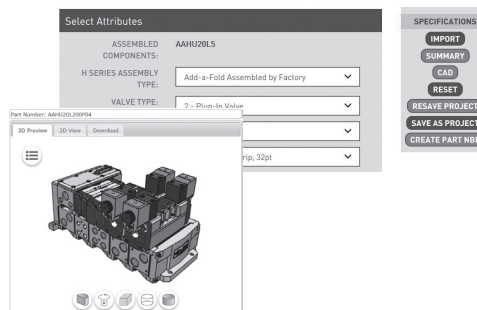 Select Attributes
ASSEMBLED COMPONENTS:
AAHU20L5
H SERIES ASSEMBLY TYPE:
Add-a-Fold Assembled by Factory
VALVE TYPE:
2 - Plug-In Valve
rip, 32pt
Part Number: AAHU20L200P04
3D Preview
2D View
Download
SPECIFICATIONS
IMPORT
SUMMARY
CAD
RESET
RESAVE PROJECT
SAVE AS PROJECT
CREATE PART NBR